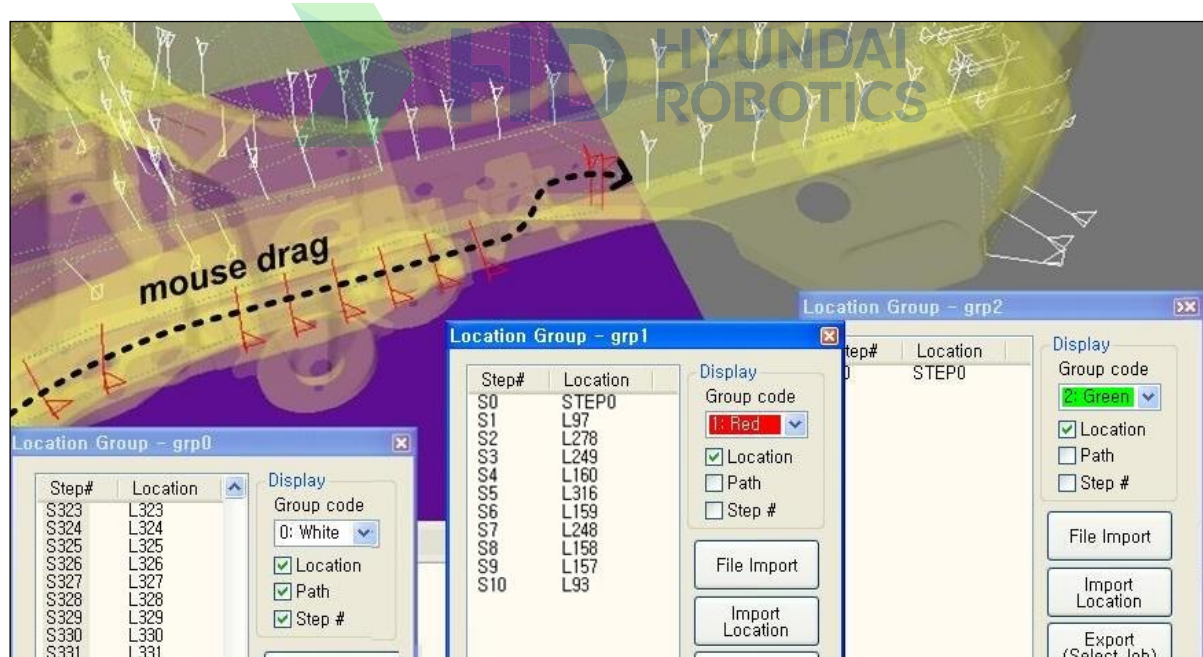 HD HYUNDAI
ROBOTICS
mouse drag
Location Group - grp2
Step# Location
STEP0
Display
Group code
2: Green
Location
Path
Step #
File Import
Import
Location
Export
(Select Job)
Location Group - grp1
Step# Location
S0 STEP0
S1 L97
S2 L278
S3 L249
S4 L160
S5 L316
S6 L159
S7 L248
S8 L158
S9 L157
S10 L93
Display
Group code
1: Red
Location
Path
Step #
File Import
Import
Location
Location Group - grp0
Step# Location
S323 L323
S324 L324
S325 L325
S326 L326
S327 L327
S328 L328
S329 L329
S330 L330
S331 L331
Display
Group code
0: White
Location
Path
Step #